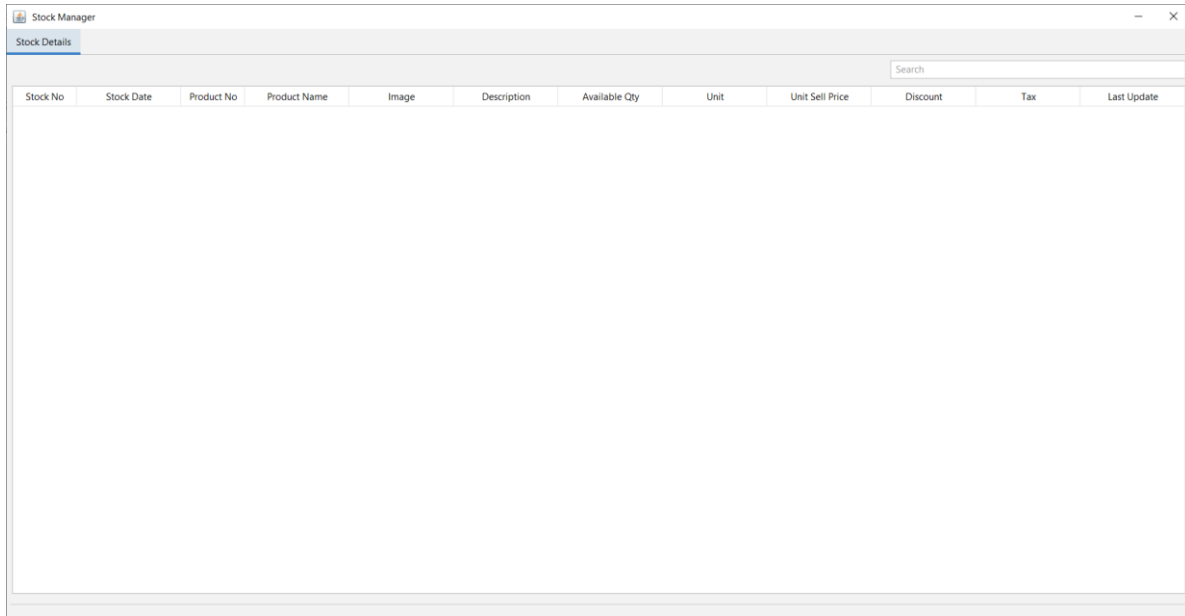 Stock Manager
Stock Details
Search
Stock No Stock Date Product No Product Name Image Description Available Qty Unit Unit Sell Price Discount Tax Last Update